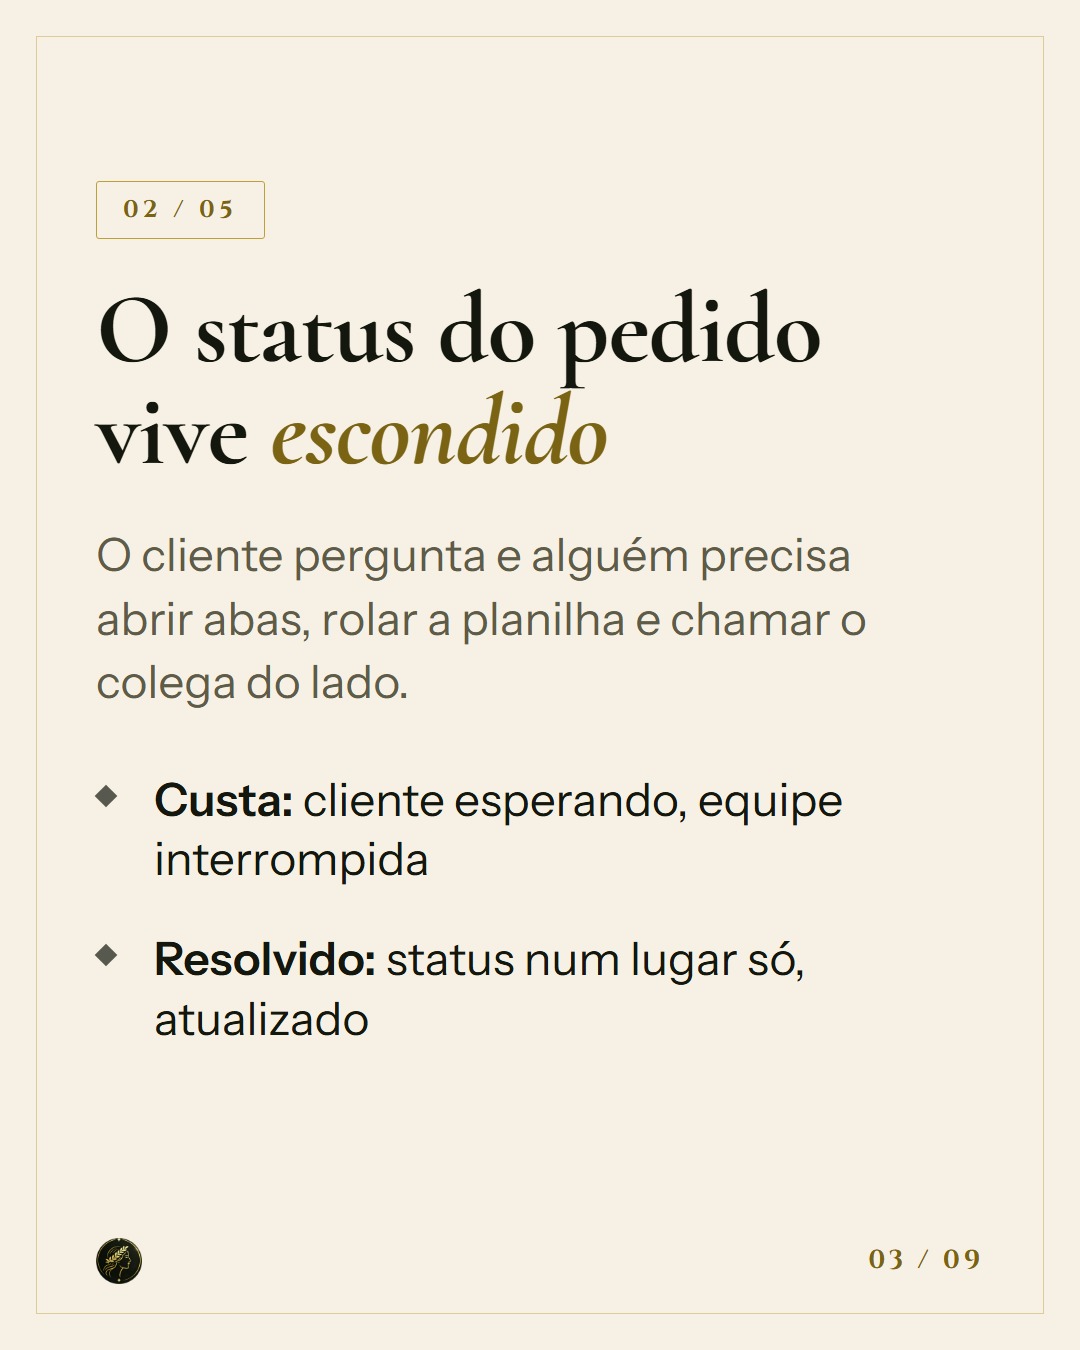 02 / 05
O status do pedido
vive escondido
O cliente pergunta e alguém precisa
abrir abas, rolar a planilha e chamar o
colega do lado.
Custa: cliente esperando, equipe
interrompida
Resolvido: status num lugar só,
atualizado
03 / 09